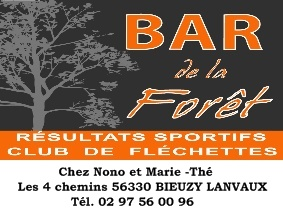 BAR
de la
Forêt
RÉSULTATS SPORTIFS
CLUB DE FLÉCHETTES
Chez Nono et Marie -Thé
Les 4 chemins 56330 BIEUZY LANVAUX
Tél. 02 97 56 00 96